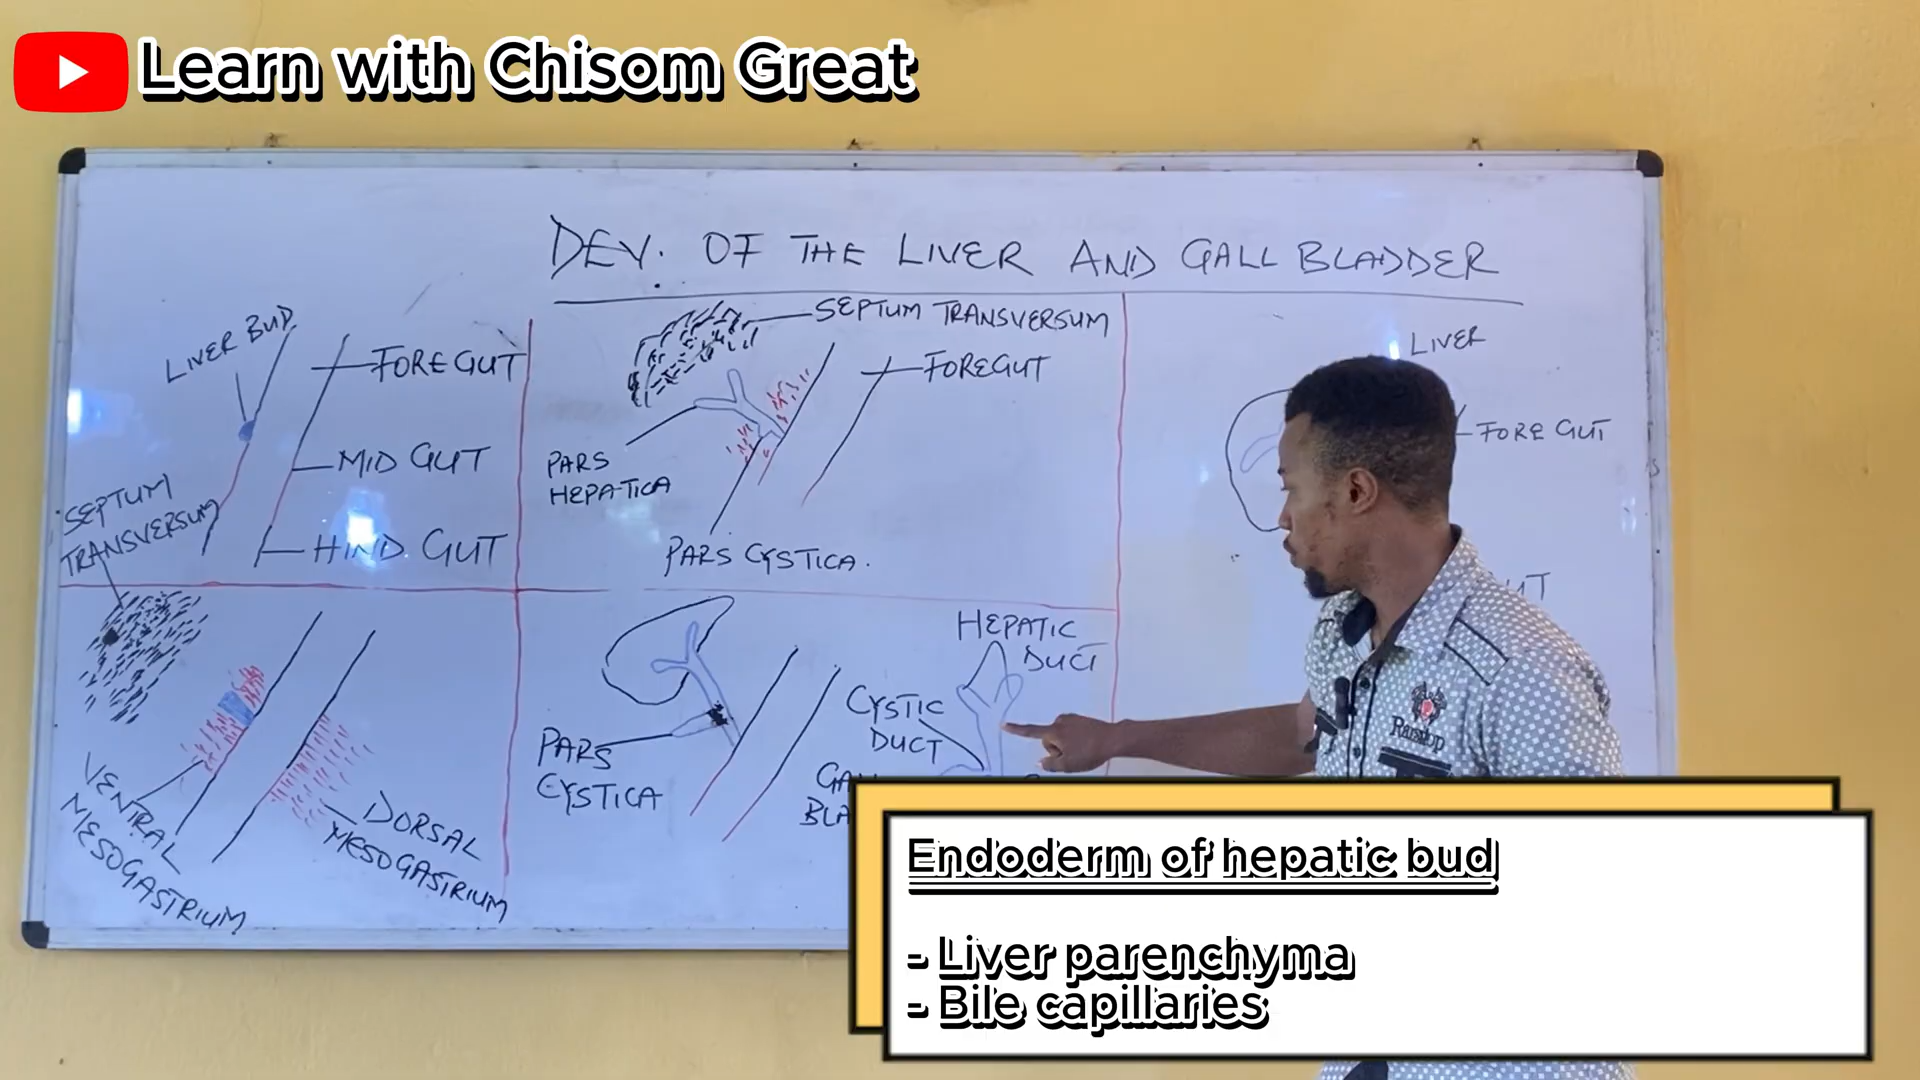 Learn with Chisom Great
DEV. OF THE LIVER AND GALL BLADDER
LIVER BUD
FOREGUT
MID GUT
HIND GUT
SEPTUM
TRANSVERSUM
SEPTUM TRANSVERSUM
FOREGUT
PARS
HEPATICA
PARS CYSTICA.
LIVER
FORE GUT
VENTRAL
MESOGASTRIUM
DORSAL
MESOGASTRIUM
PARS
CYSTICA
HEPATIC
DUCT
CYSTIC
DUCT
Ramstop
Endoderm of hepatic bud
- Liver parenchyma
- Bile capillaries